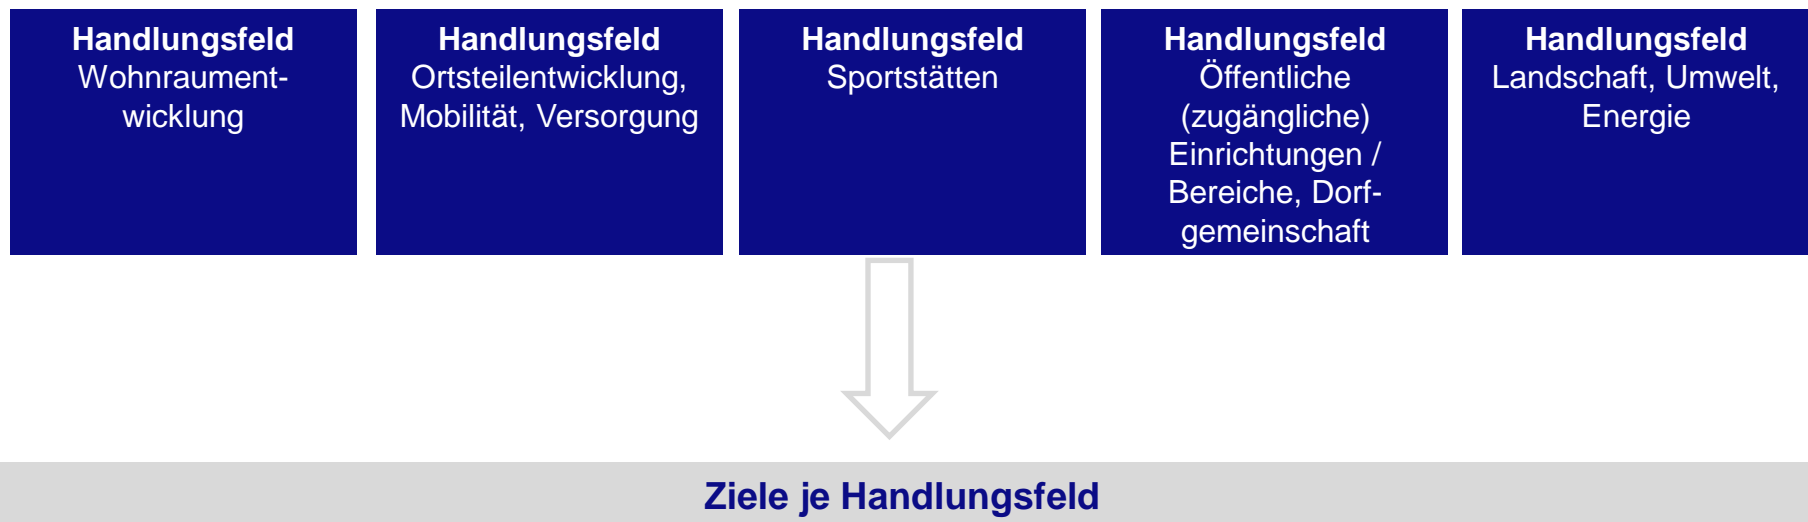 Handlungsfeld
Wohnraument-
wicklung
Handlungsfeld
Ortsteilentwicklung,
Mobilität, Versorgung
Handlungsfeld
Sportstätten
Handlungsfeld
Öffentliche
(zugängliche)
Einrichtungen /
Bereiche, Dorf-
gemeinschaft
Handlungsfeld
Landschaft, Umwelt,
Energie
Ziele je Handlungsfeld